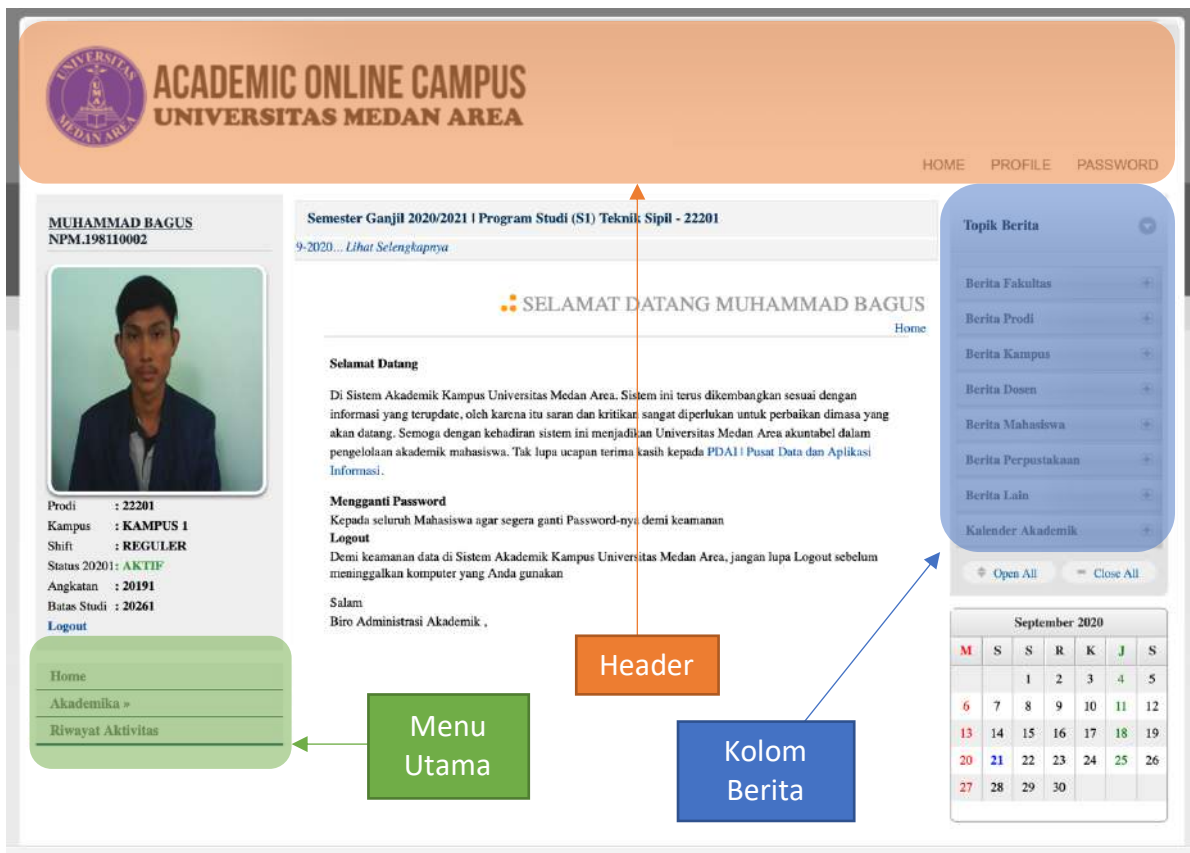 UNIVERSITAS
UMA
MEDAN AREA
ACADEMIC ONLINE CAMPUS
UNIVERSITAS MEDAN AREA
HOME PROFILE PASSWORD
MUHAMMAD BAGUS
NPM.198110002
Prodi : 22201
Kampus : KAMPUS 1
Shift : REGULER
Status 20201: AKTIF
Angkatan : 20191
Batas Studi : 20261
Logout
Home
Akademika »
Riwayat Aktivitas
Semester Ganjil 2020/2021 | Program Studi (S1) Teknik Sipil - 22201
9-2020... Lihat Selengkapnya
SELAMAT DATANG MUHAMMAD BAGUS
Home
Selamat Datang
Di Sistem Akademik Kampus Universitas Medan Area. Sistem ini terus dikembangkan sesuai dengan
informasi yang terupdate, oleh karena itu saran dan kritikan sangat diperlukan untuk perbaikan dimasa yang
akan datang. Semoga dengan kehadiran sistem ini menjadikan Universitas Medan Area akuntabel dalam
pengelolaan akademik mahasiswa. Tak lupa ucapan terima kasih kepada PDAI | Pusat Data dan Aplikasi
Informasi.
Mengganti Password
Kepada seluruh Mahasiswa agar segera ganti Password-nya demi keamanan
Logout
Demi keamanan data di Sistem Akademik Kampus Universitas Medan Area, jangan lupa Logout sebelum
meninggalkan komputer yang Anda gunakan
Salam
Biro Administrasi Akademik ,
Header
Menu
Utama
Kolom
Berita
Topik Berita
Berita Fakultas
Berita Prodi
Berita Kampus
Berita Dosen
Berita Mahasiswa
Berita Perpustakaan
Berita Lain
Kalender Akademik
Open All Close All
September 2020
M S S R K J S
1 2 3 4 5
6 7 8 9 10 11 12
13 14 15 16 17 18 19
20 21 22 23 24 25 26
27 28 29 30